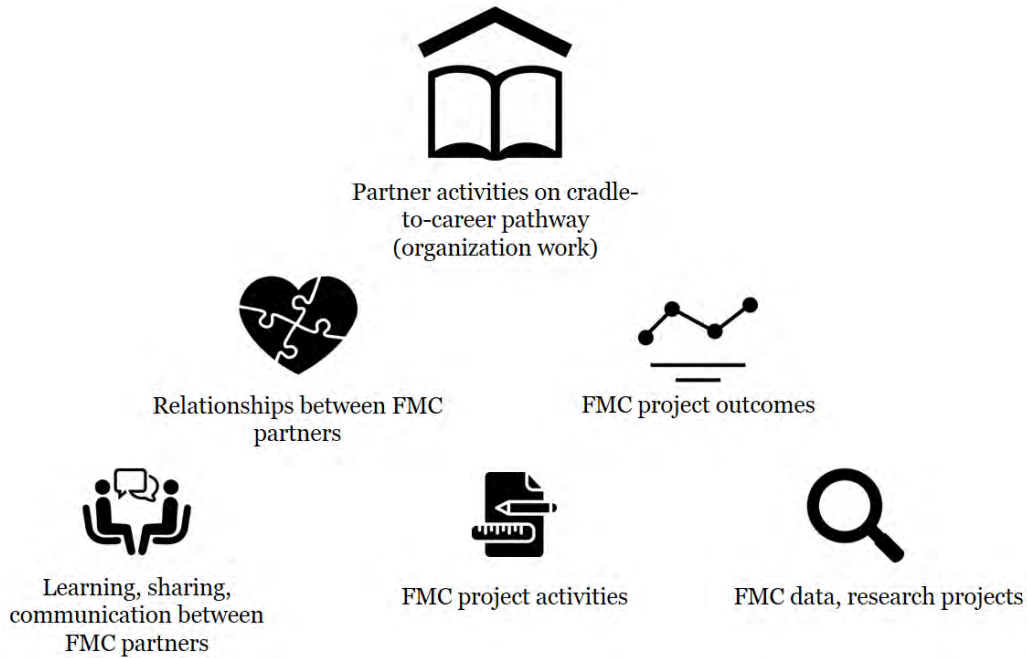 Partner activities on cradle-
to-career pathway
(organization work)
Relationships between FMC
partners
FMC project outcomes
Learning, sharing,
communication between
FMC partners
FMC project activities
FMC data, research projects